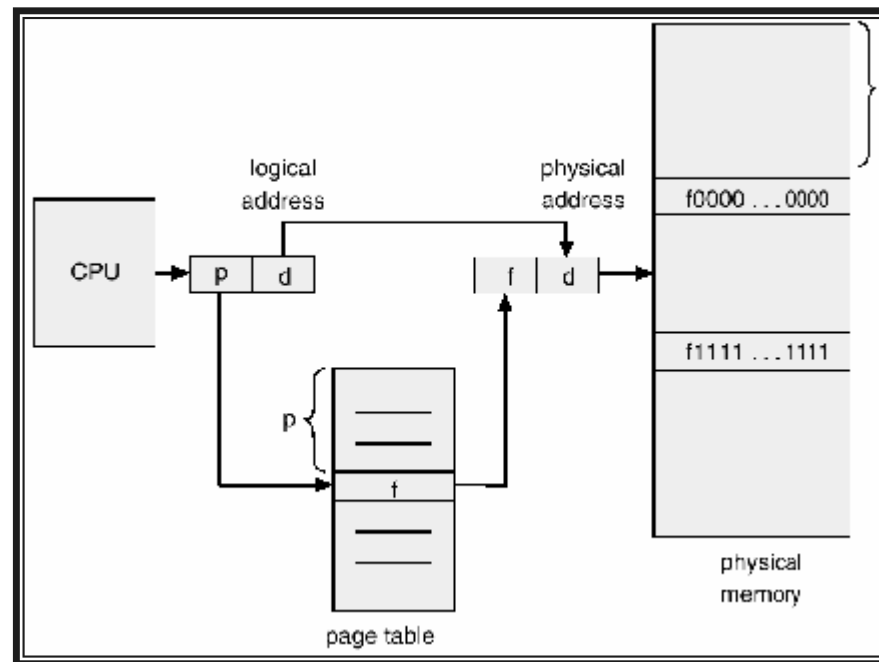 logical
address
physical
address
f0000 ... 0000
CPU
p
d
f
d
f1111 ... 1111
p
f
physical
memory
page table